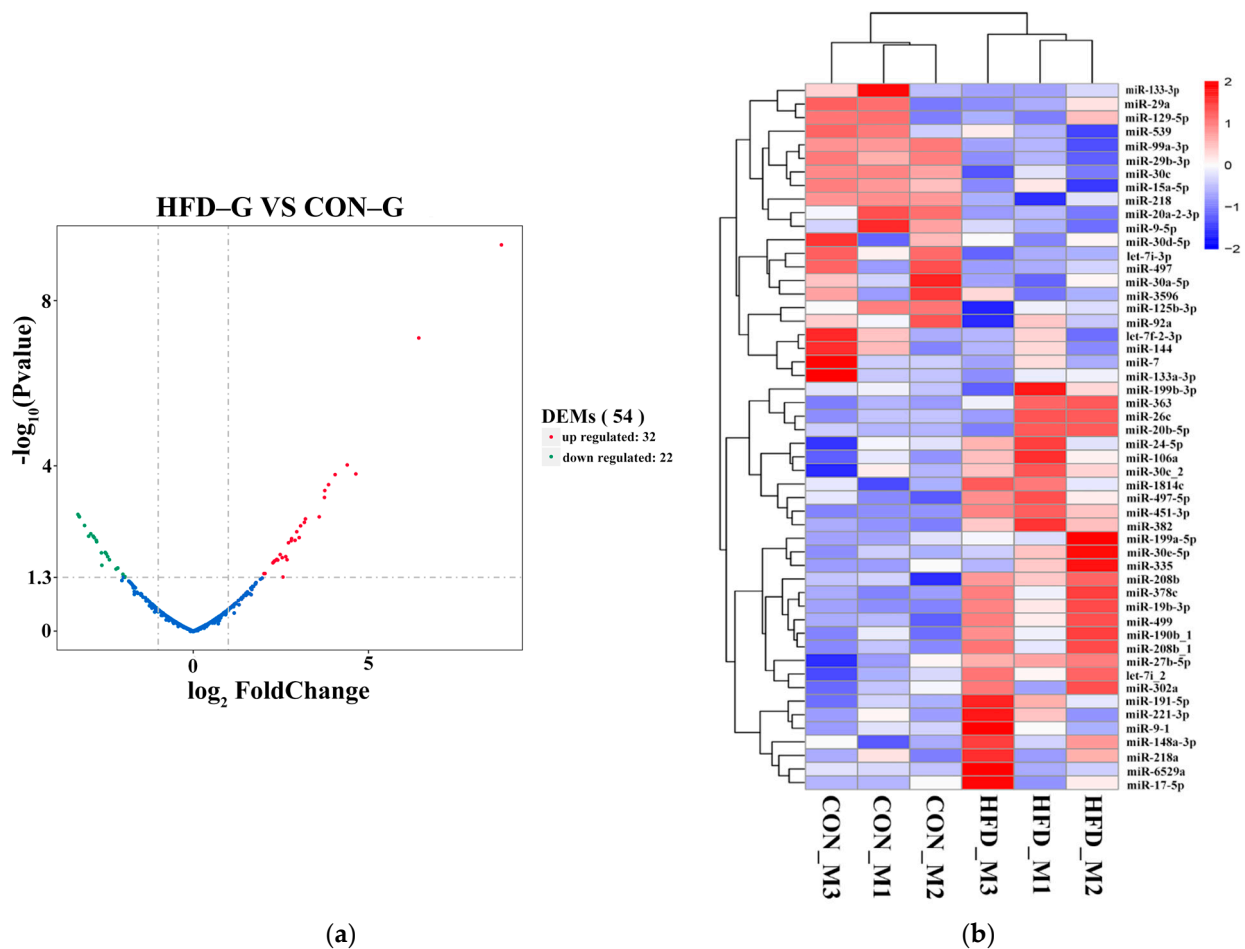 HFD–G VS CON–G
8
4
1.3
0
-log10(Pvalue)
0
5
log2 FoldChange
DEMs ( 54 )
up regulated: 32
down regulated: 22
(a)
miR-133-3p
miR-29a
miR-129-5p
miR-539
miR-99a-3p
miR-29b-3p
miR-30c
miR-15a-5p
miR-218
miR-20a-2-3p
miR-9-5p
miR-30d-5p
let-7i-3p
miR-497
miR-30a-5p
miR-3596
miR-125b-3p
miR-92a
let-7f-2-3p
miR-144
miR-7
miR-133a-3p
miR-199b-3p
miR-363
miR-26c
miR-20b-5p
miR-24-5p
miR-106a
miR-30c_2
miR-1814c
miR-497-5p
miR-451-3p
miR-382
miR-199a-5p
miR-30e-5p
miR-335
miR-208b
miR-378c
miR-19b-3p
miR-499
miR-190b_1
miR-208b_1
miR-27b-5p
let-7i_2
miR-302a
miR-191-5p
miR-221-3p
miR-9-1
miR-148a-3p
miR-218a
miR-6529a
miR-17-5p
2
1
0
−1
−2
CON_M3
CON_M1
CON_M2
HFD_M3
HFD_M1
HFD_M2
(b)